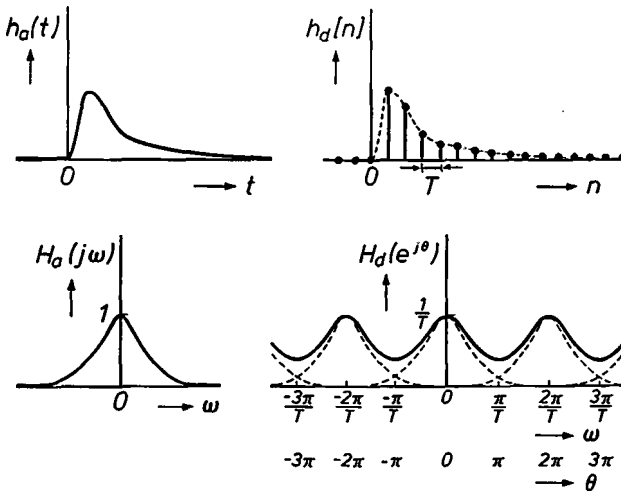 h_a(t)
h_d[n]
0
t
0
T
n
H_a(jω)
H_d(e^{jθ})
1
0
ω
1/T
-3π/T -2π/T -π/T 0 π/T 2π/T 3π/T
ω
-3π -2π -π 0 π 2π 3π
θ